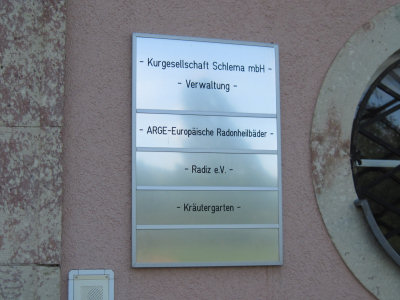 - Kurgesellschaft Schlema mbH -
- Verwaltung -
- ARGE-Europäische Radonheilbäder -
- Radiz e.V. -
- Kräutergarten -